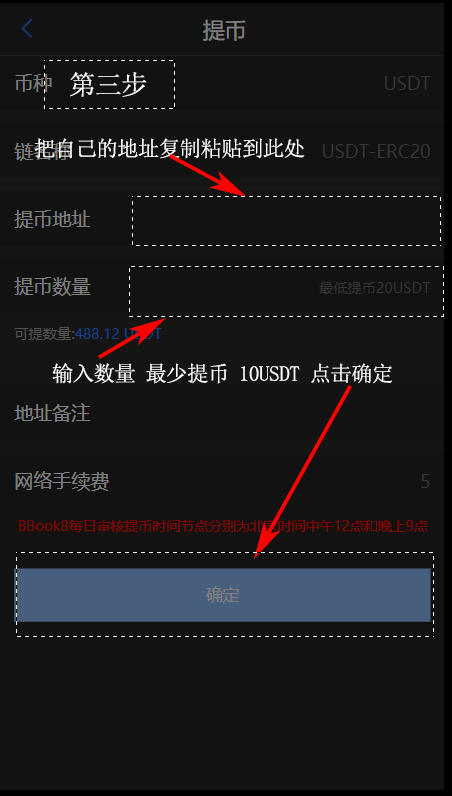 提币
币种
第三步
USDT
链名称
把自己的地址复制粘贴到此处
USDT-ERC20
提币地址
提币数量
最低提币20USDT
可提数量:488.12 USDT
输入数量 最少提币 10USDT 点击确定
地址备注
网络手续费
5
BBook8每日审核提币时间节点分别为北京时间中午12点和晚上9点
确定